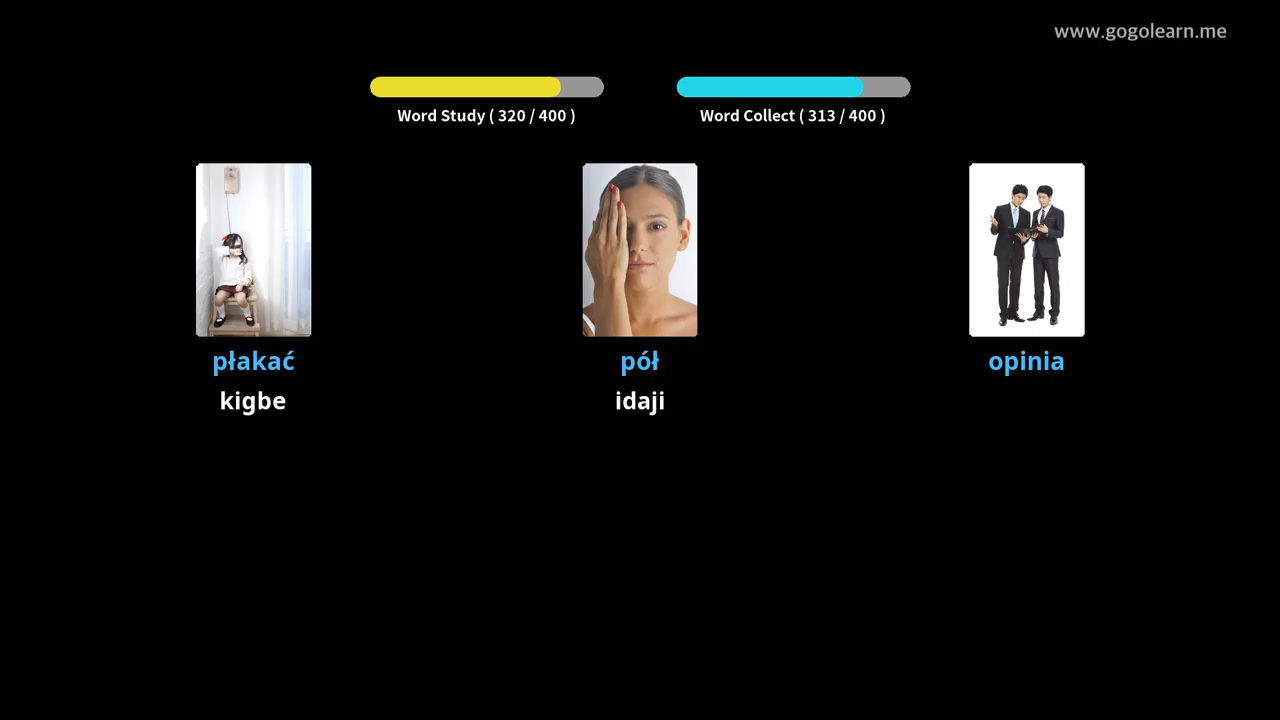 www.gogolearn.me
Word Study ( 320 / 400 )
Word Collect ( 313 / 400 )
płakać
pół
opinia
kigbe
idaji